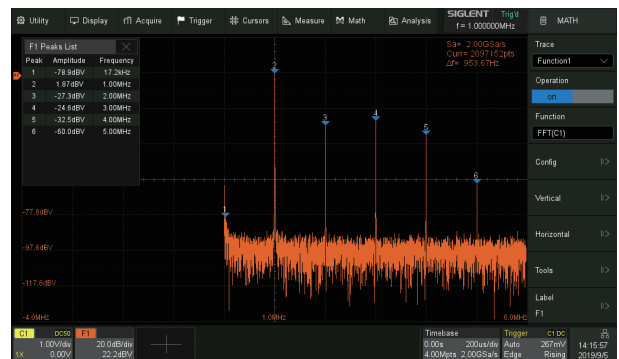 Utility Display Acquire Trigger Cursors Measure Math Analysis SIGLENT Trig'd MATH
f = 1.000000MHz
F1 Peaks List
Peak Amplitude Frequency
1 -78.9dBV 17.2kHz
2 1.87dBV 1.00MHz
3 -27.3dBV 2.00MHz
4 -24.6dBV 3.00MHz
5 -32.5dBV 4.00MHz
6 -60.0dBV 5.00MHz
Sa= 2.00GSa/s
Curr= 2097152pts
Δf= 953.67Hz
2
3
4
5
6
1
-77.8dBV
-97.8dBV
-117.8dBV
-4.0MHz 1.0MHz 6.0MHz
Trace
Function1
Operation
on
Function
FFT(C1)
Config
Vertical
Horizontal
Tools
Label
F1
C1 DC50
1.00V/div
1X 0.00V
F1
20.0dB/div
22.2dBV
Timebase
0.00s 200us/div
4.00Mpts 2.00GSa/s
Trigger C1 DC
Auto 267mV
Edge Rising
14:15:57
2019/9/5